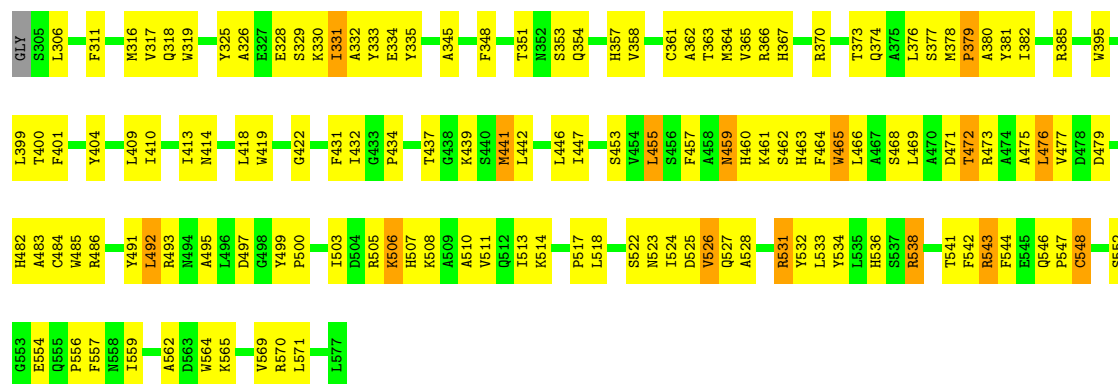 GLY S305 L306 F311 M316 V317 Q318 W319 Y325 A326 E327 E328 S329 K330 I331 A332 Y333 E334 Y335 A345 F348 T351 N352 S353 Q354 H357 V358 C361 A362 T363 M364 V365 R366 H367 R370 T373 Q374 A375 L376 S377 M378 P379 A380 Y381 I382 R385 W395
L399 T400 F401 Y404 L409 I410 I413 N414 L418 W419 G422 F431 I432 G433 P434 T437 G438 K439 S440 M441 L442 L446 I447 S453 V454 L455 S456 F457 A458 N459 H460 K461 S462 H463 F464 W465 L466 A467 S468 L469 A470 D471 T472 R473 A474 A475 L476 V477 D478 D479
H482 A483 C484 W485 R486 Y491 L492 R493 N494 A495 L496 D497 G498 Y499 P500 I503 D504 R505 K506 H507 K508 A509 A510 V511 Q512 I513 K514 P517 L518 S522 N523 I524 D525 V526 Q527 A528 R531 Y532 L533 Y534 L535 H536 S537 R538 T541 F542 R543 F544 E545 Q546 P547 C548 S552
G553 E554 Q555 P556 F557 N558 I559 A562 D563 W564 K565 V569 R570 L571 L577